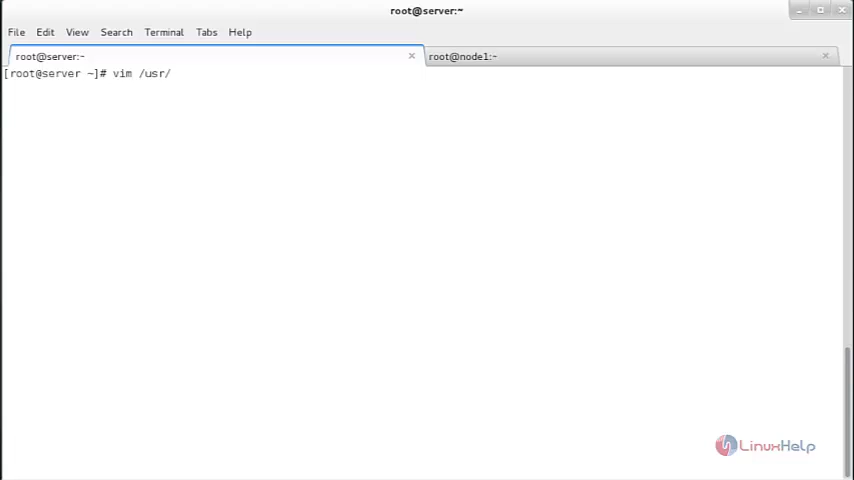 root@server:~
File Edit View Search Terminal Tabs Help
root@server:~ × root@node1:~ ×
[root@server ~]# vim /usr/
LinuxHelp